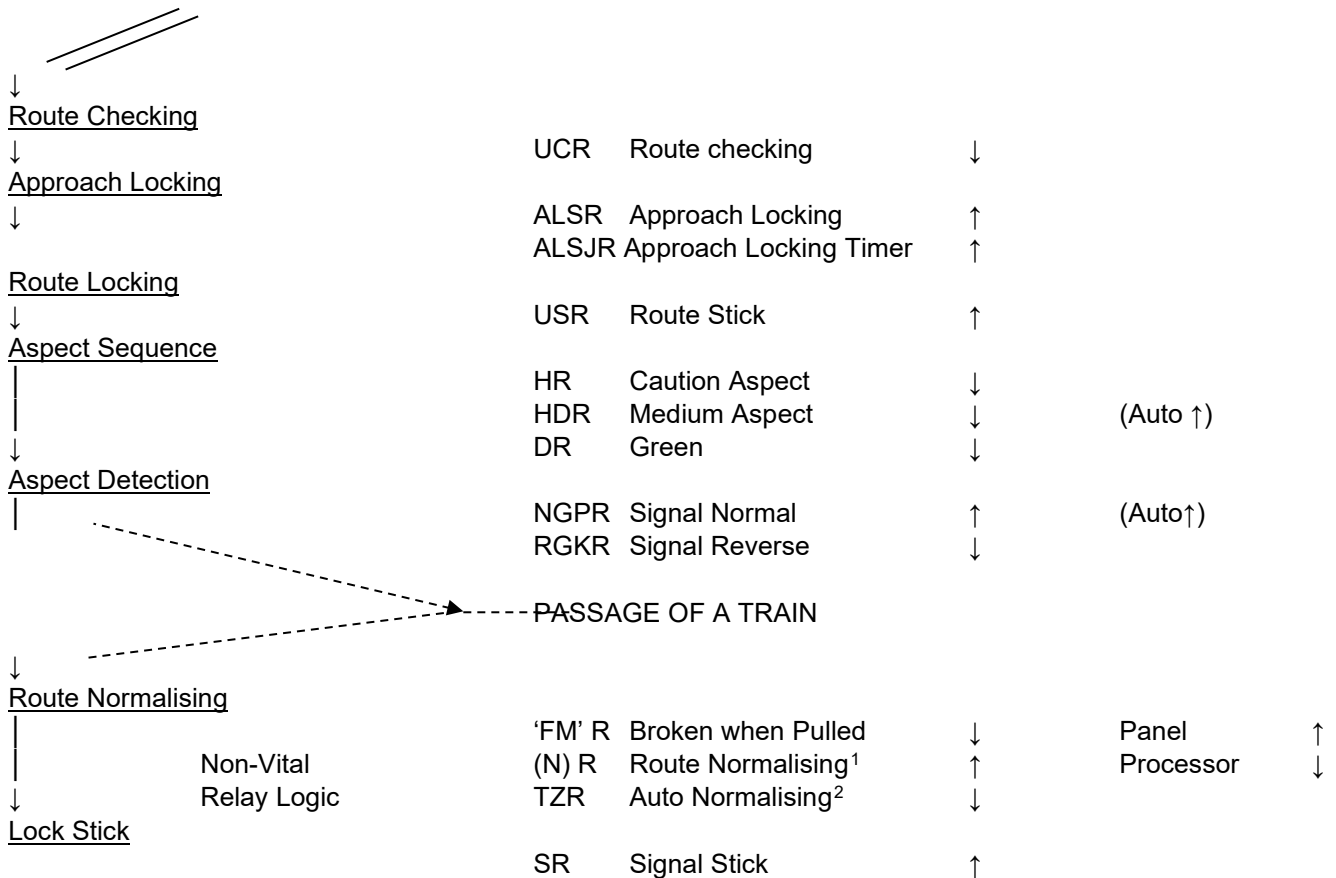 ↓
Route Checking
↓ UCR Route checking ↓
Approach Locking
↓ ALSR Approach Locking ↑
ALSJR Approach Locking Timer ↑
Route Locking
↓ USR Route Stick ↑
Aspect Sequence
HR Caution Aspect ↓
HDR Medium Aspect ↓ (Auto ↑)
↓ DR Green ↓
Aspect Detection
NGPR Signal Normal ↑ (Auto↑)
RGKR Signal Reverse ↓
PASSAGE OF A TRAIN
↓
Route Normalising
‘FM’ R Broken when Pulled ↓ Panel ↑
Non-Vital (N) R Route Normalising¹ ↑ Processor ↓
↓ Relay Logic TZR Auto Normalising² ↓
Lock Stick
SR Signal Stick ↑